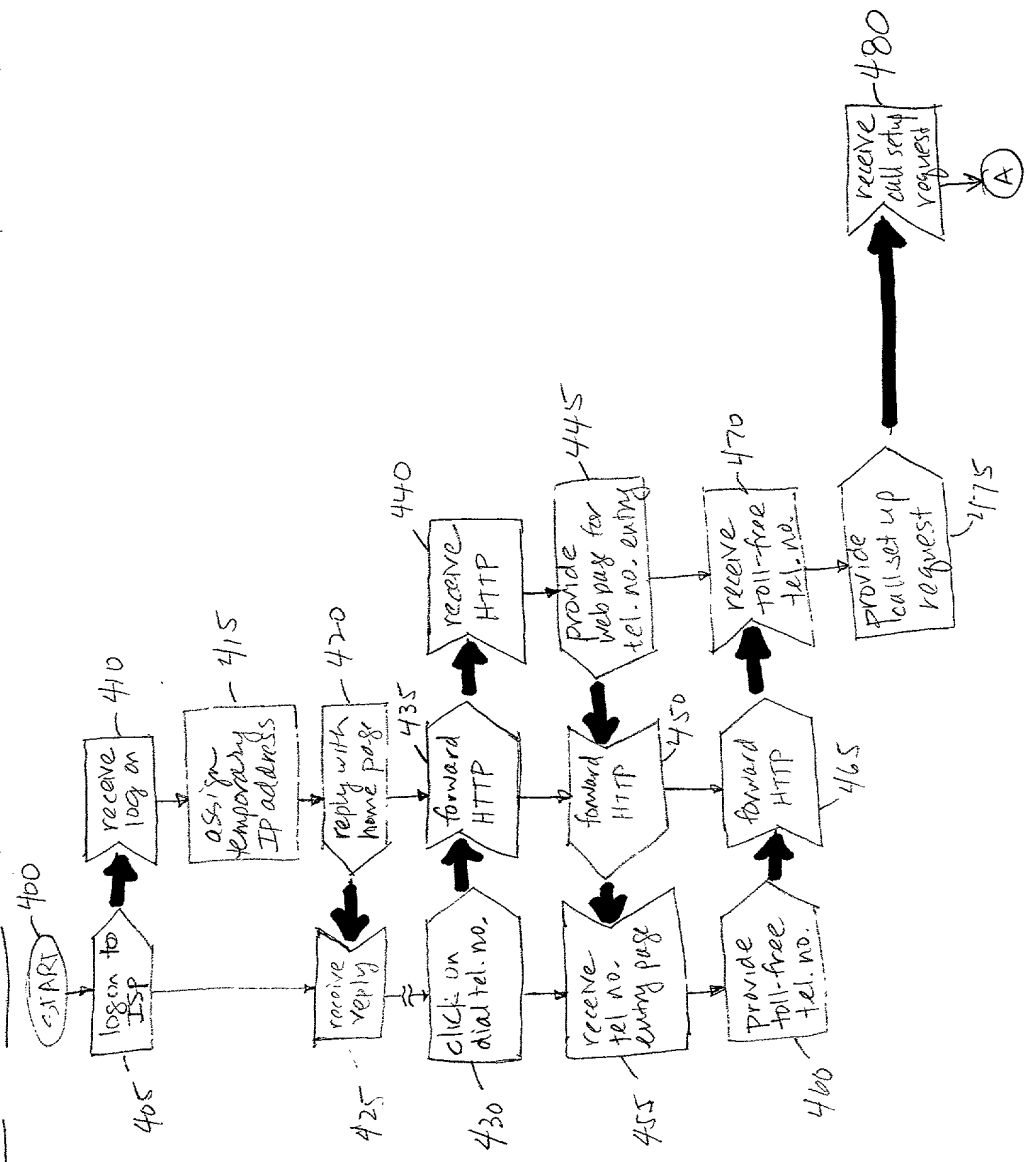 START
400
logon to
ISP
405
receive
log on
410
assign
temporary
IP address
415
reply with
home page
420
receive
reply
425
click on
dial tel. no.
430
forward
HTTP
435
receive
HTTP
440
provide
web page for
tel. no. entry
445
forward
HTTP
450
receive
tel no.
entry page
455
provide
toll-free
tel. no.
460
forward
HTTP
465
receive
toll-free
tel. no.
470
provide
call set up
request
475
receive
call setup
request
480
A